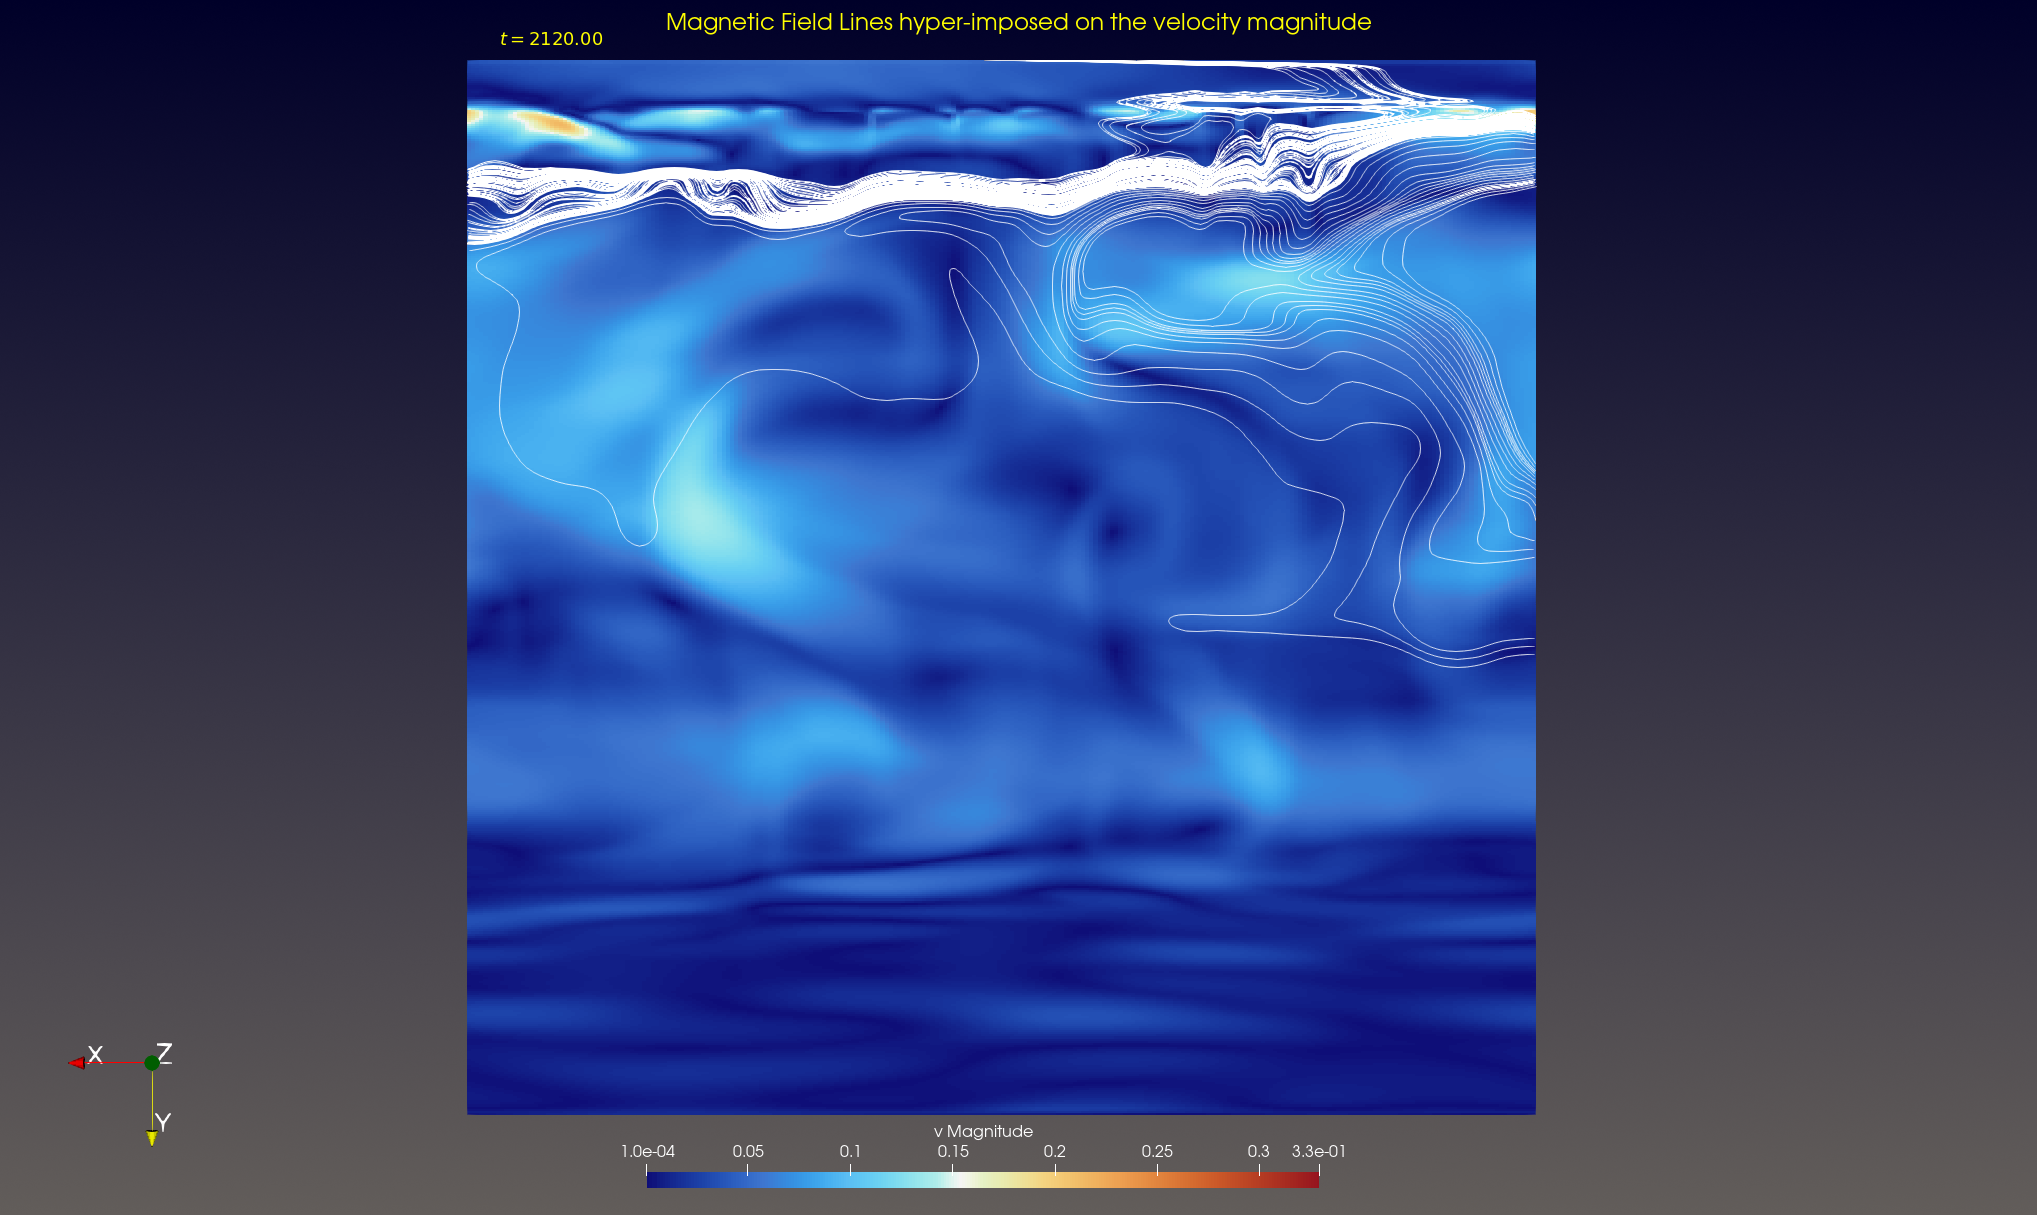 Magnetic Field Lines hyper-imposed on the velocity magnitude
t = 2120.00
X
Z
Y
v Magnitude
1.0e-04 0.05 0.1 0.15 0.2 0.25 0.3 3.3e-01